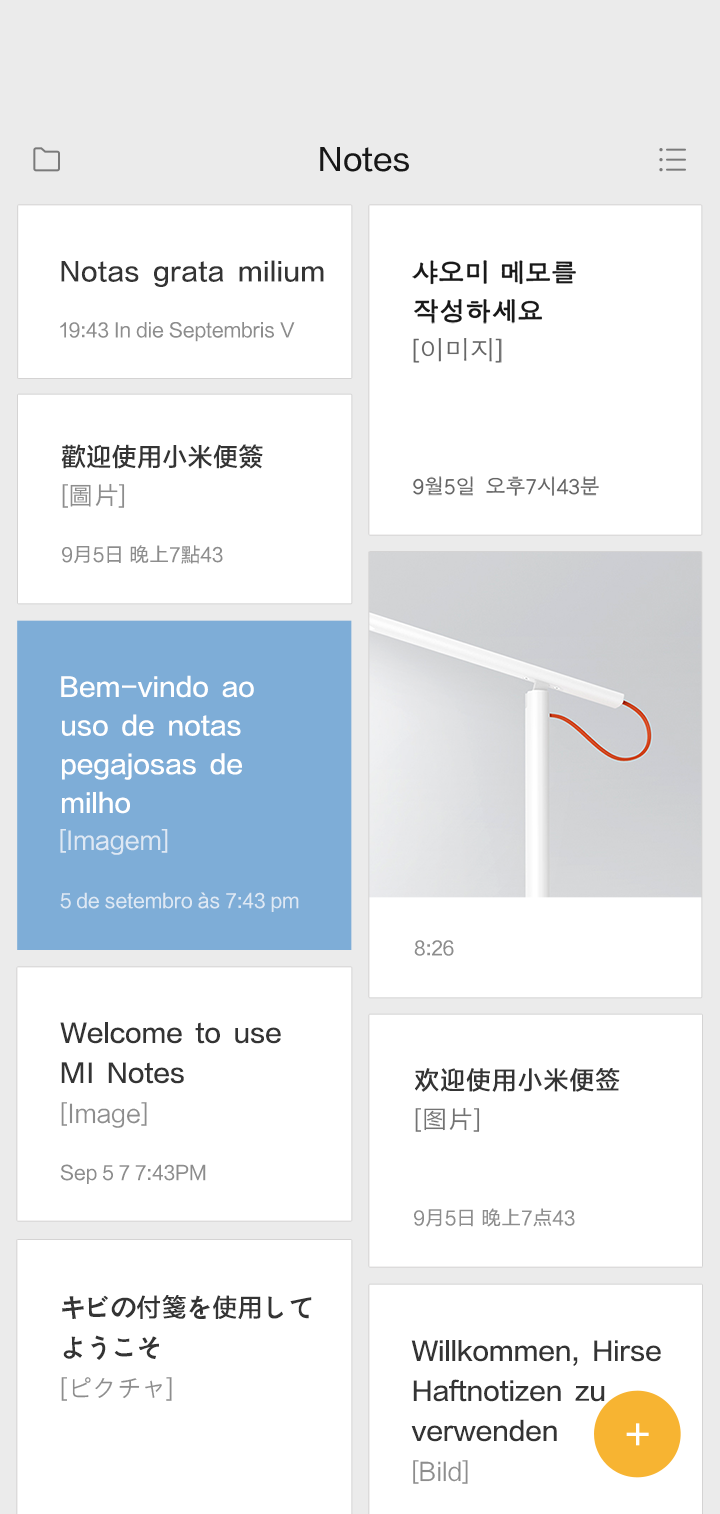 Notes
Notas grata milium
19:43 In die Septembris V
歡迎使用小米便簽
[圖片]
9月5日 晚上7點43
Bem-vindo ao
uso de notas
pegajosas de
milho
[Imagem]
5 de setembro às 7:43 pm
Welcome to use
MI Notes
[Image]
Sep 5 7 7:43PM
キビの付箋を使用して
ようこそ
[ピクチャ]
샤오미 메모를
작성하세요
[이미지]
9월5일 오후7시43분
8:26
欢迎使用小米便签
[图片]
9月5日 晚上7点43
Willkommen, Hirse
Haftnotizen zu
verwenden
[Bild]